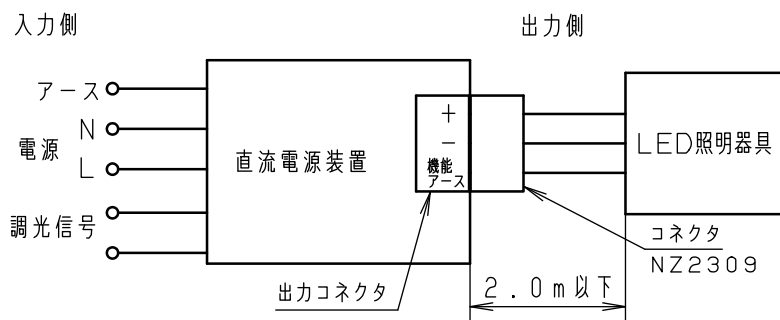 入力側
出力側
アース
N
電源
L
調光信号
直流電源装置
+
-
機能
アース
LED照明器具
コネクタ
NZ2309
出力コネクタ
2.0m以下